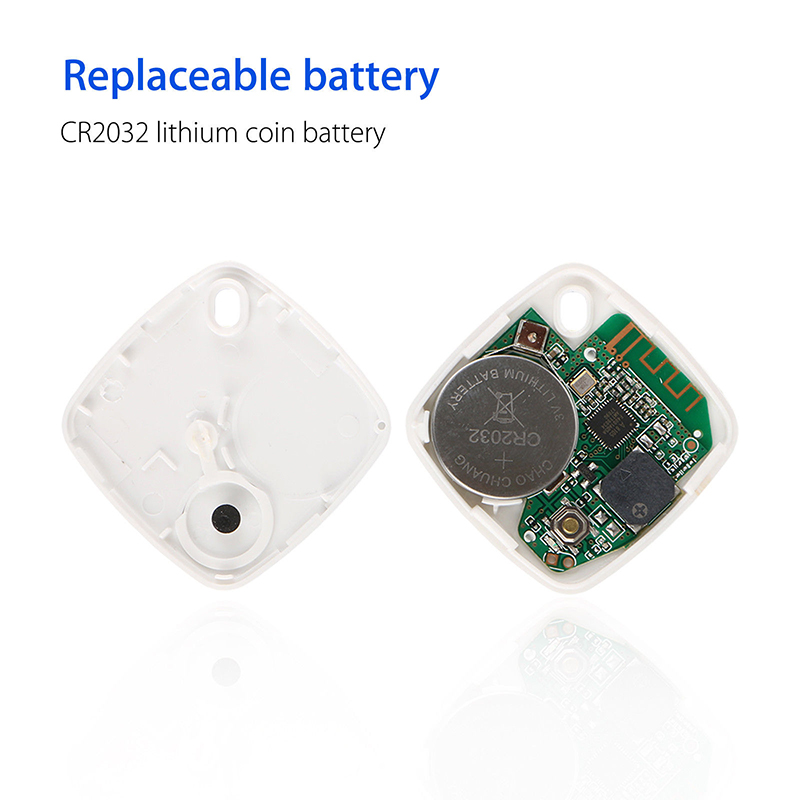 Replaceable battery
CR2032 lithium coin battery
3V LITHIUM BATTERY
CR2032
+
CHAO CHUANG